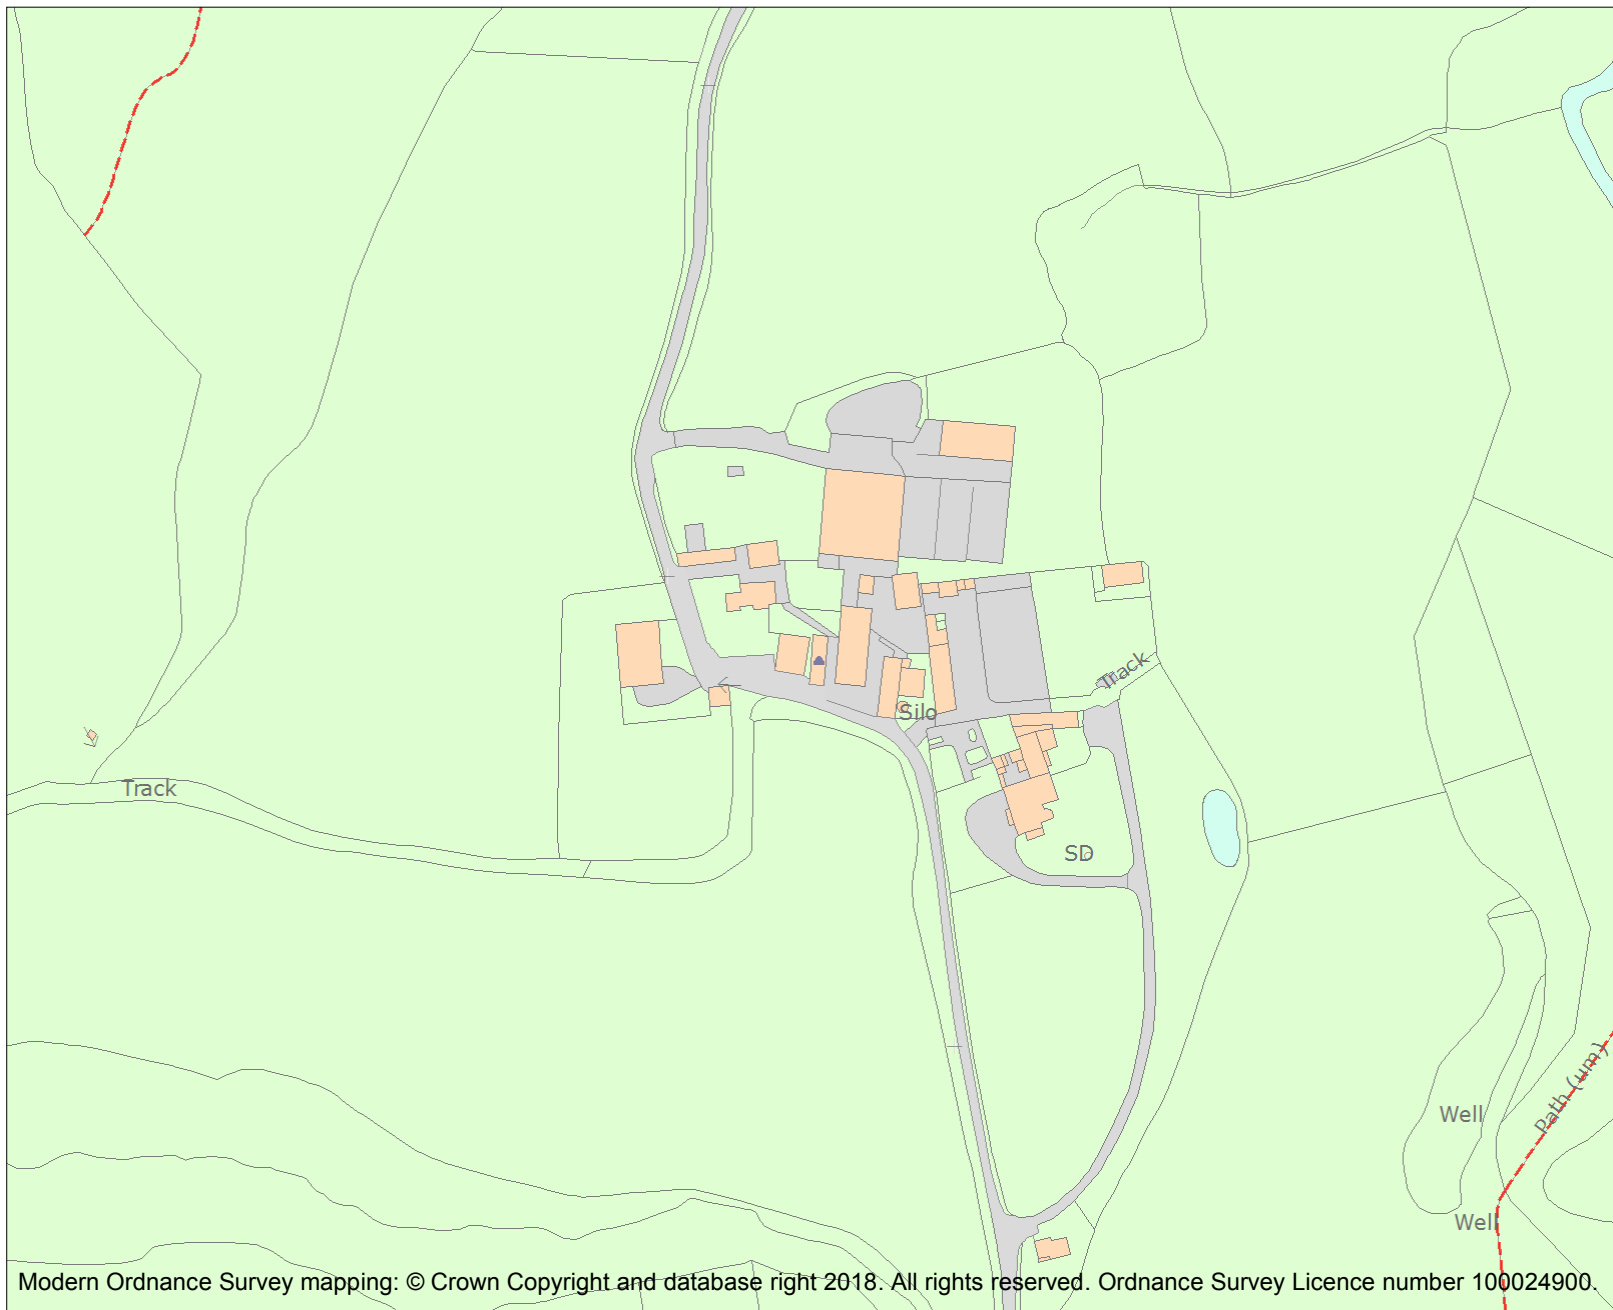 Track
Silo
Track
SD
Path (um)
Well
Well
Modern Ordnance Survey mapping: © Crown Copyright and database right 2018. All rights reserved. Ordnance Survey Licence number 100024900.